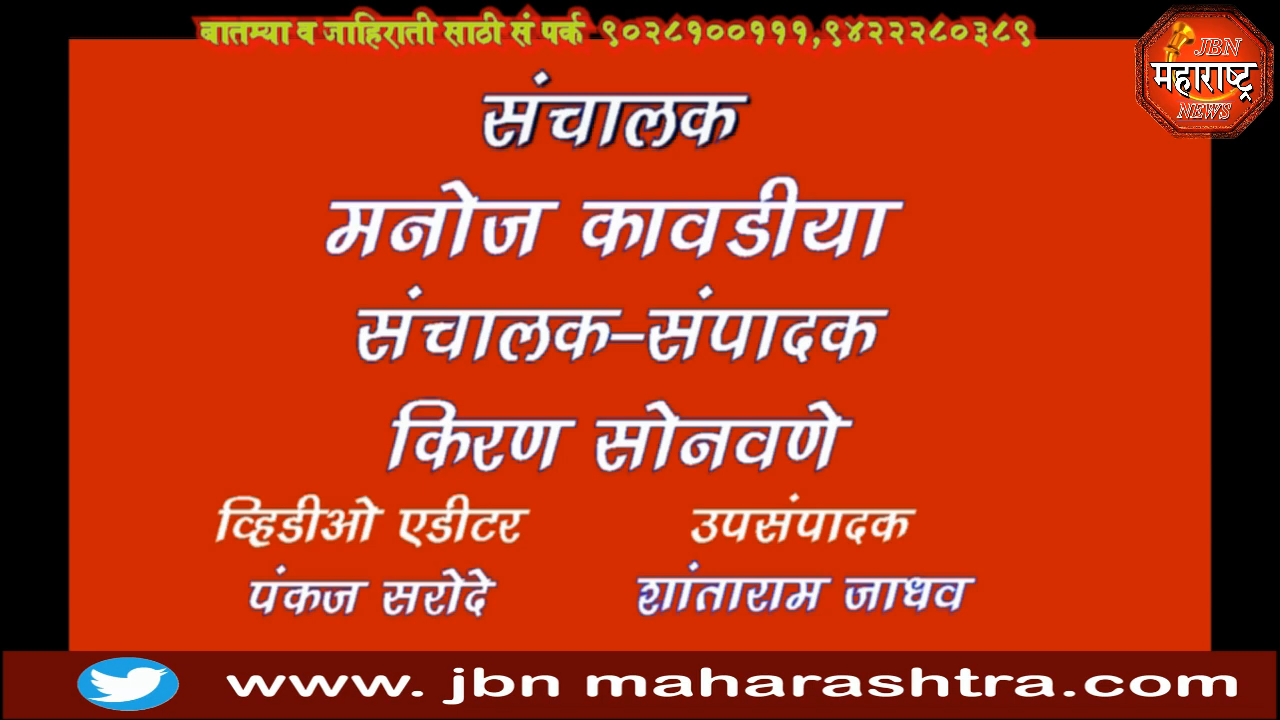 बातम्या व जाहिराती साठी सं पर्क ९०२८१००१११,९४२२२८०३८९
JBN
महाराष्ट्र
NEWS
संचालक
मनोज कावडीया
संचालक–संपादक
किरण सोनवणे
व्हिडीओ एडीटर उपसंपादक
पंकज सरोदे शांताराम जाधव
www. jbn maharashtra.com